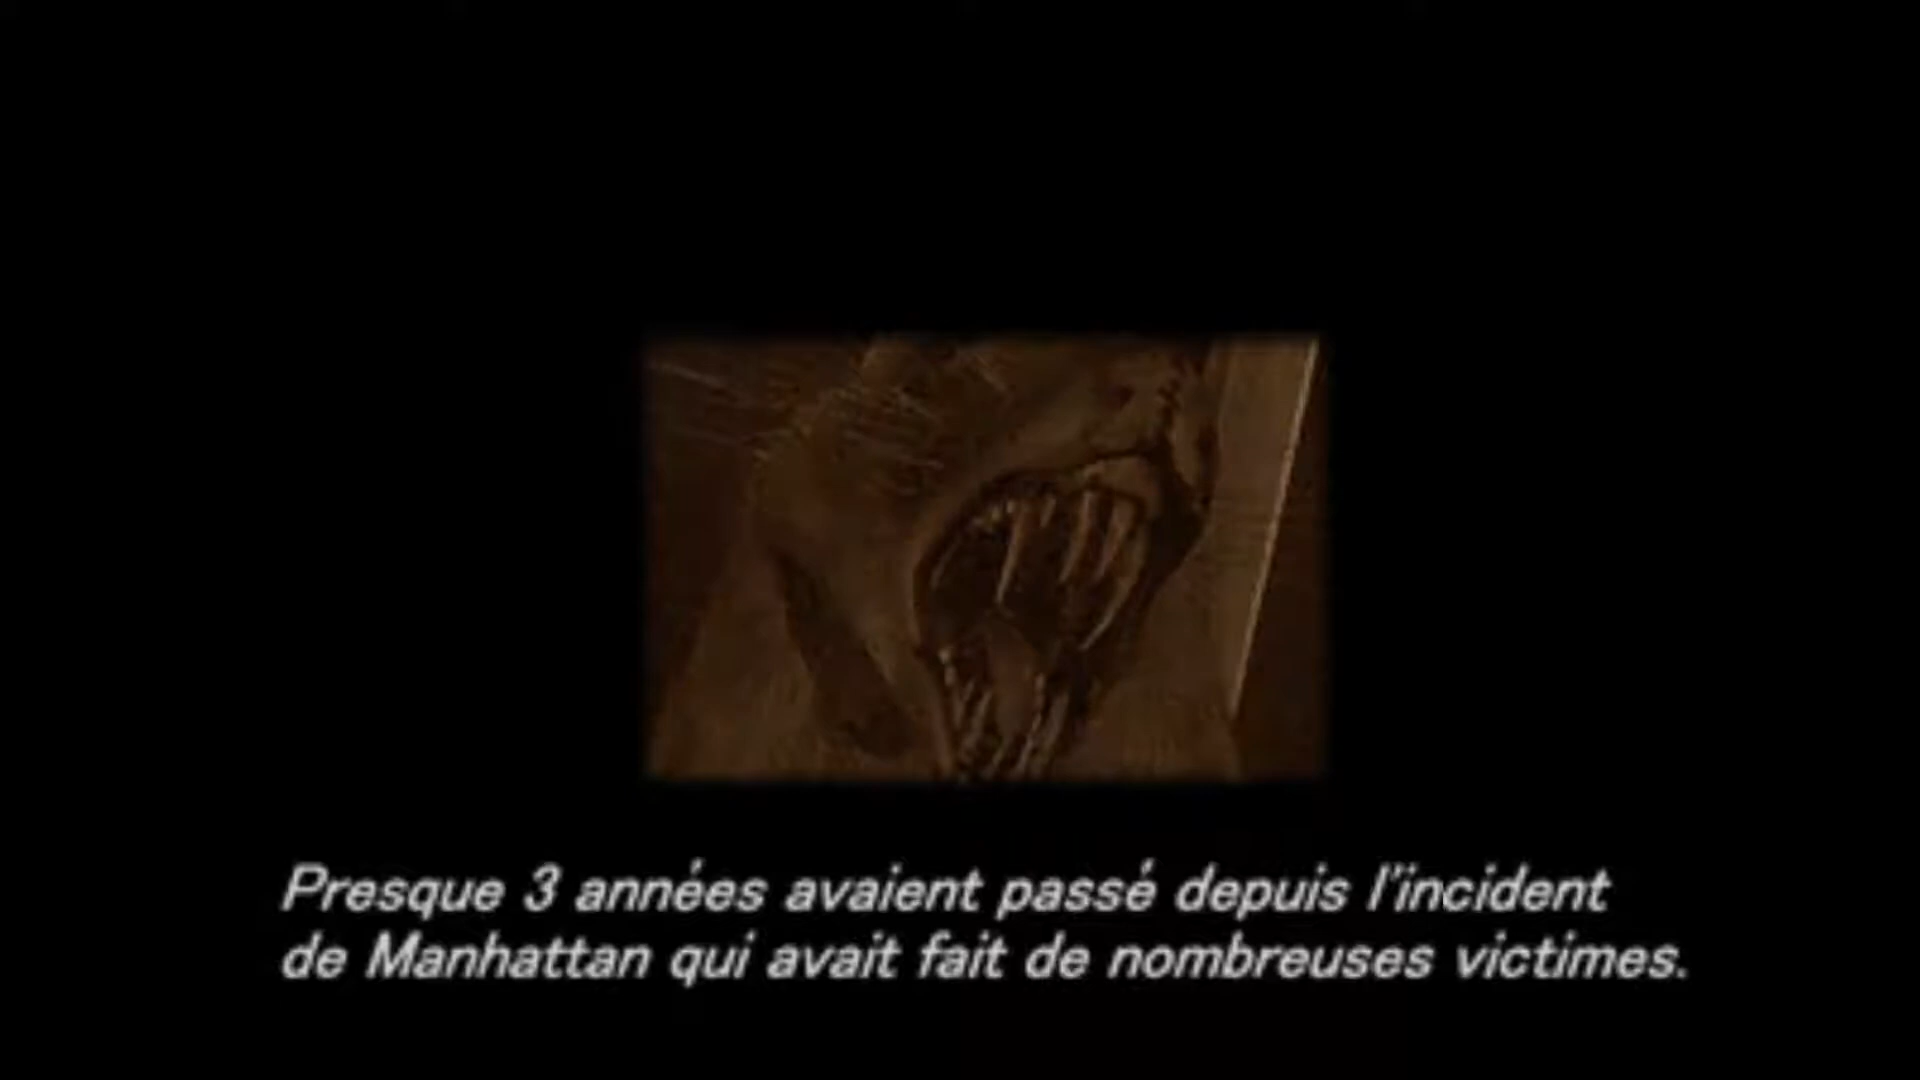 Presque 3 années avaient passé depuis l'incident
de Manhattan qui avait fait de nombreuses victimes.